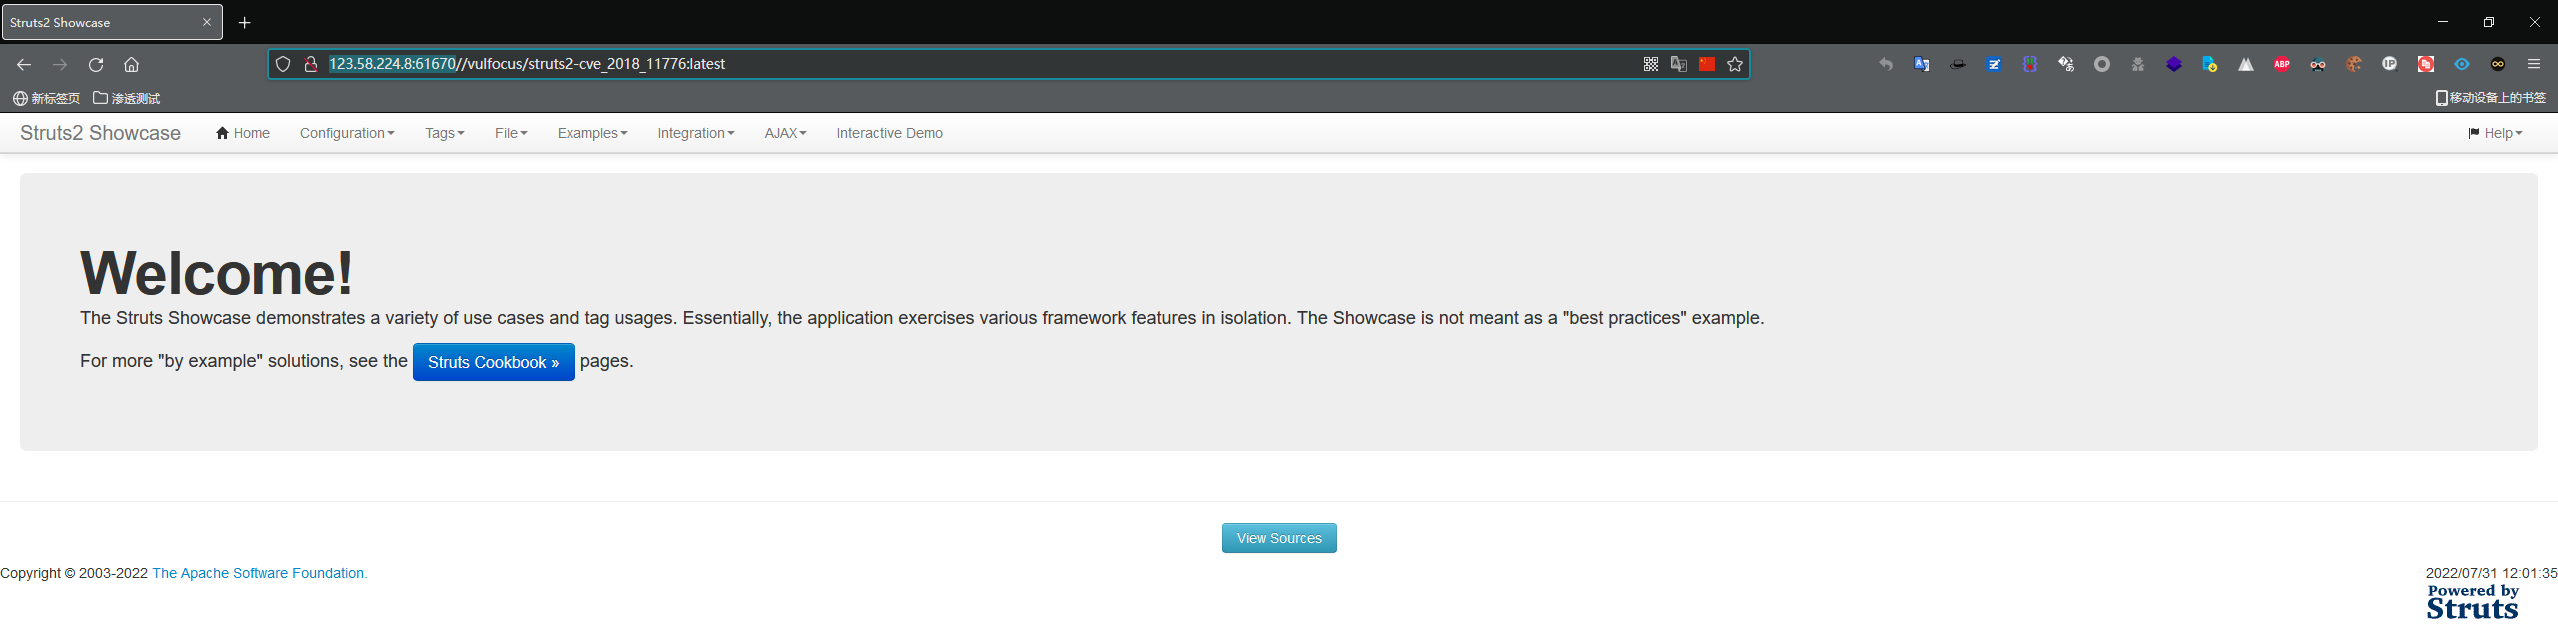 Struts2 Showcase
123.58.224.8:61670//vulfocus/struts2-cve_2018_11776:latest
ABP
IP
新标签页 渗透测试 移动设备上的书签
Struts2 Showcase Home Configuration Tags File Examples Integration AJAX Interactive Demo Help
Welcome!
The Struts Showcase demonstrates a variety of use cases and tag usages. Essentially, the application exercises various framework features in isolation. The Showcase is not meant as a "best practices" example.
For more "by example" solutions, see the Struts Cookbook » pages.
View Sources
Copyright © 2003-2022 The Apache Software Foundation.
2022/07/31 12:01:35
Powered by
Struts